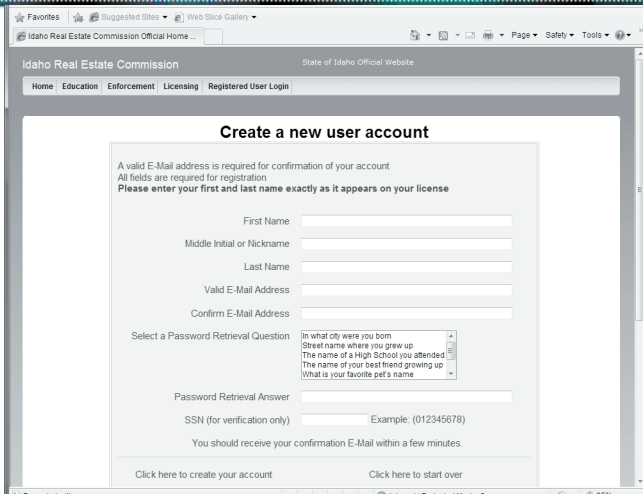 Favorites Suggested Sites Web Slice Gallery
Idaho Real Estate Commission Official Home ... Page Safety Tools
Idaho Real Estate Commission State of Idaho Official Website
Home Education Enforcement Licensing Registered User Login
Create a new user account
A valid E-Mail address is required for confirmation of your account
All fields are required for registration
Please enter your first and last name exactly as it appears on your license
First Name
Middle Initial or Nickname
Last Name
Valid E-Mail Address
Confirm E-Mail Address
Select a Password Retrieval Question
In what city were you born
Street name where you grew up
The name of a High School you attended
The name of your best friend growing up
What is your favorite pet's name
Password Retrieval Answer
SSN (for verification only) Example: (012345678)
You should receive your confirmation E-Mail within a few minutes.
Click here to create your account Click here to start over